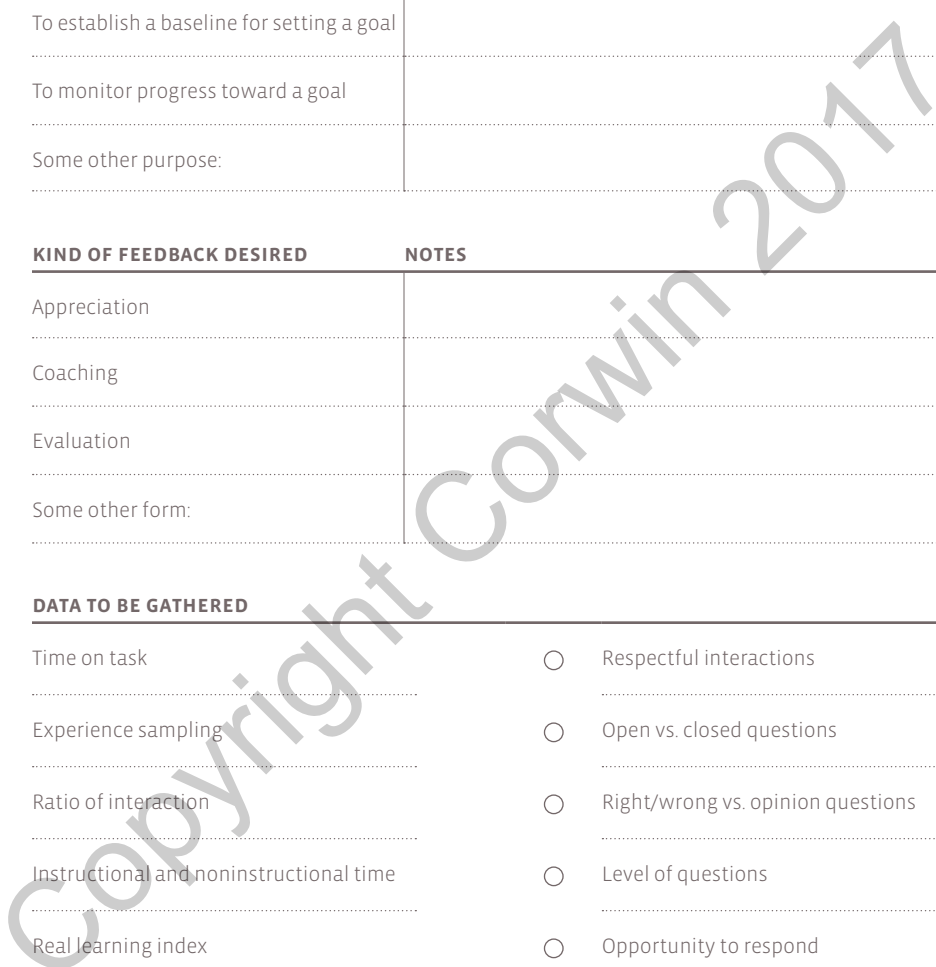 To establish a baseline for setting a goal
To monitor progress toward a goal
Some other purpose:
KIND OF FEEDBACK DESIRED NOTES
Appreciation
Coaching
Evaluation
Some other form:
DATA TO BE GATHERED
Time on task Respectful interactions
Experience sampling Open vs. closed questions
Ratio of interaction Right/wrong vs. opinion questions
Instructional and noninstructional time Level of questions
Real learning index Opportunity to respond
Copyright Corwin 2017